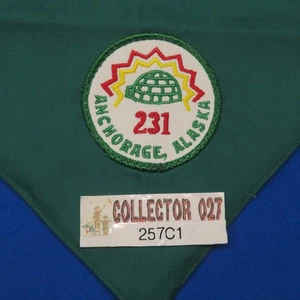 231
ANCHORAGE, ALASKA
COLLECTOR 027
257C1